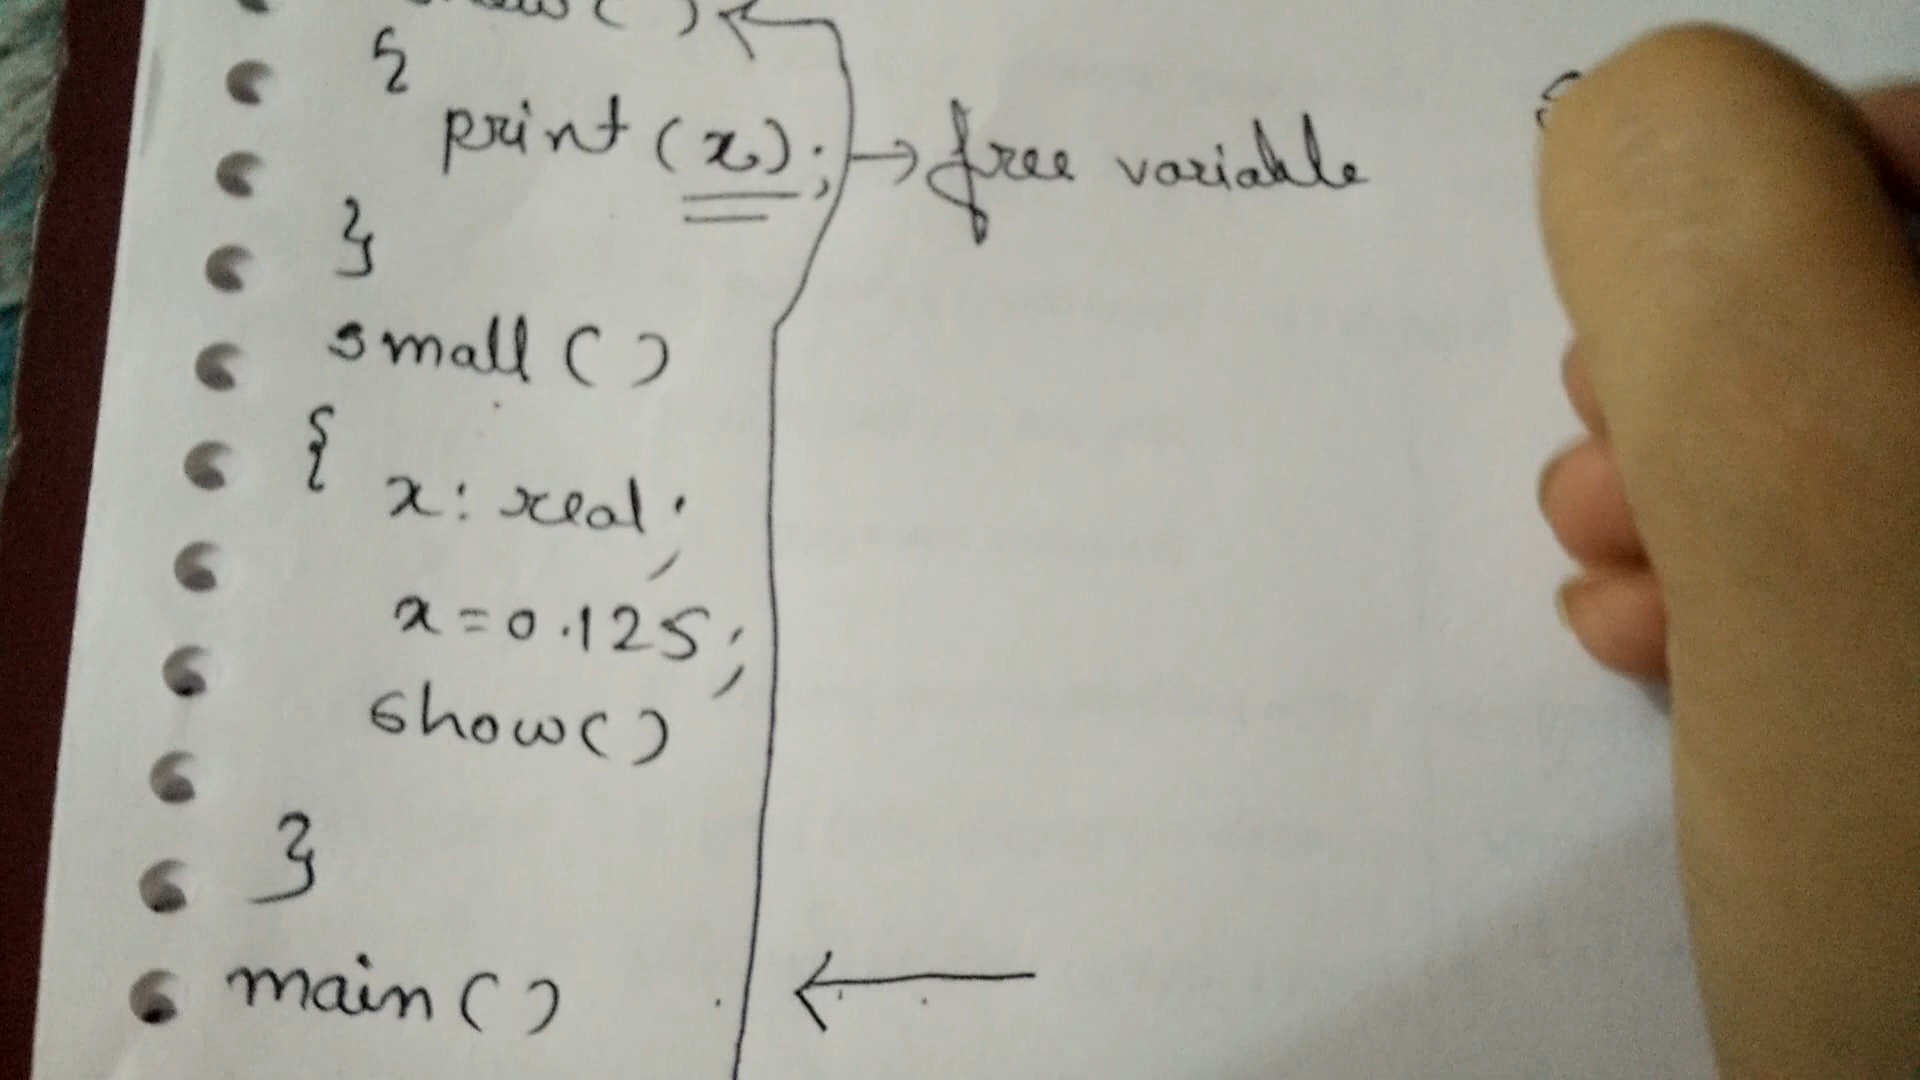 {
print (x); → free variable
}
small ()
{
x: real;
x = 0.125;
show()
}
main ()